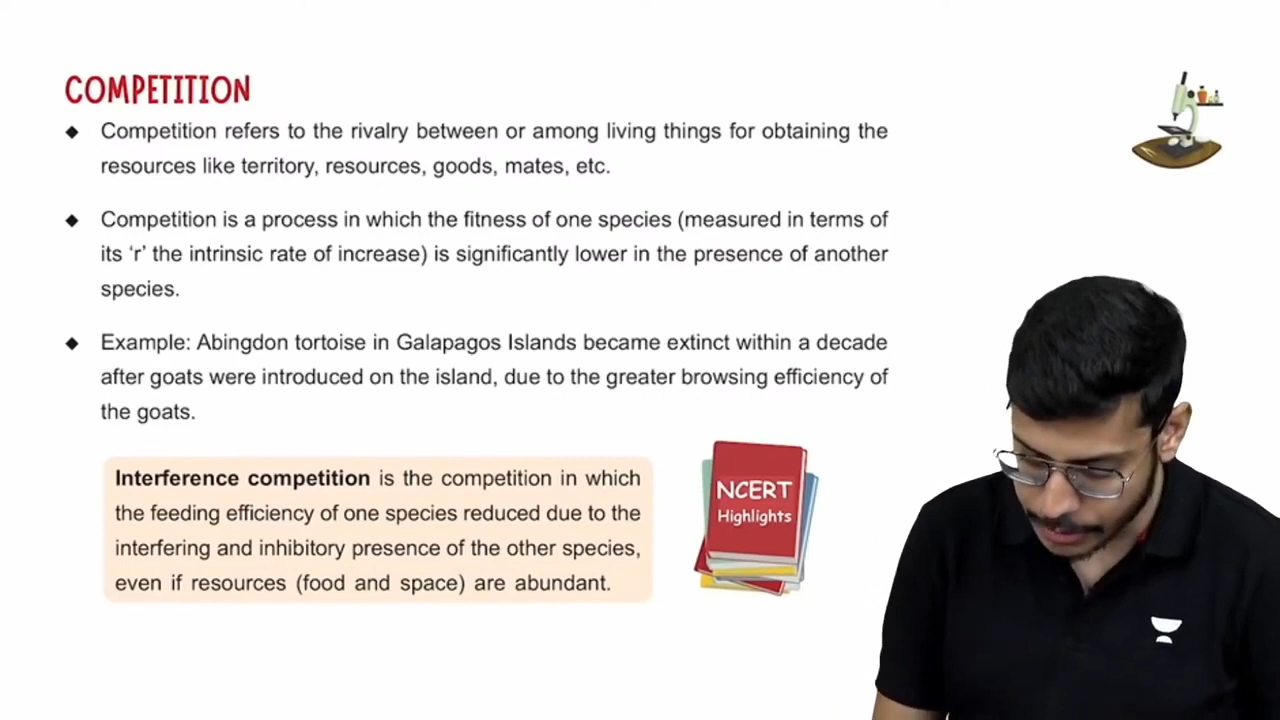 COMPETITION
◆ Competition refers to the rivalry between or among living things for obtaining the
resources like territory, resources, goods, mates, etc.
◆ Competition is a process in which the fitness of one species (measured in terms of
its ‘r’ the intrinsic rate of increase) is significantly lower in the presence of another
species.
◆ Example: Abingdon tortoise in Galapagos Islands became extinct within a decade
after goats were introduced on the island, due to the greater browsing efficiency of
the goats.
Interference competition is the competition in which
the feeding efficiency of one species reduced due to the
interfering and inhibitory presence of the other species,
even if resources (food and space) are abundant.
NCERT
Highlights